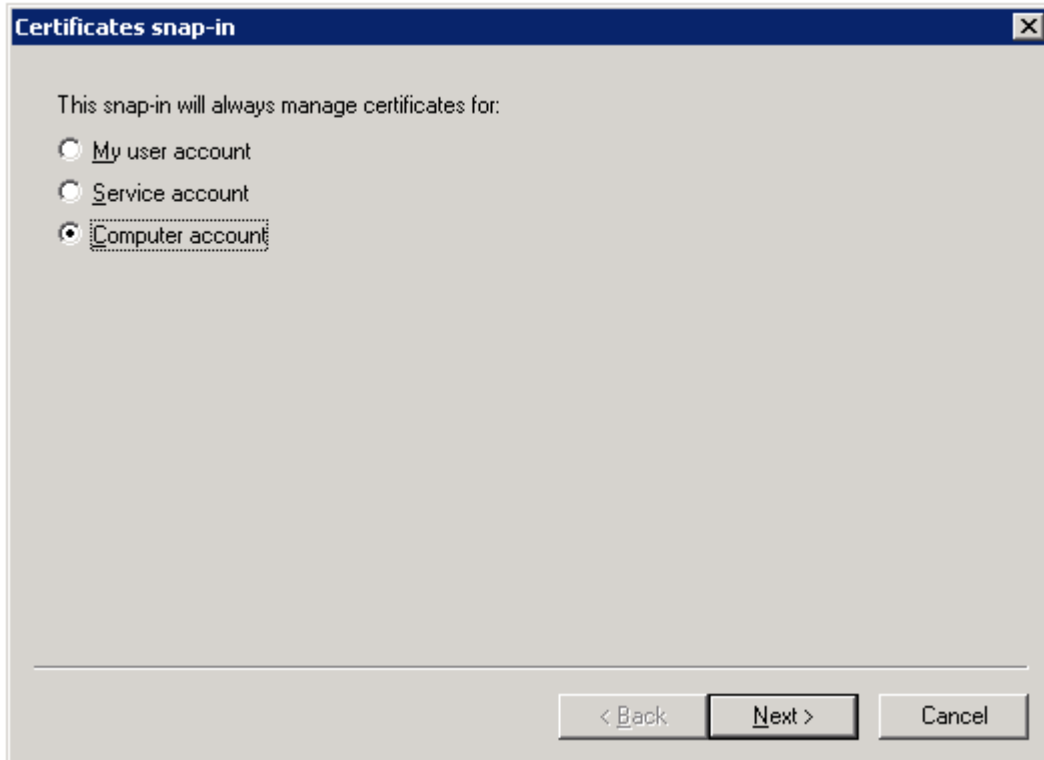 Certificates snap-in
This snap-in will always manage certificates for:
My user account
Service account
Computer account
< Back
Next >
Cancel